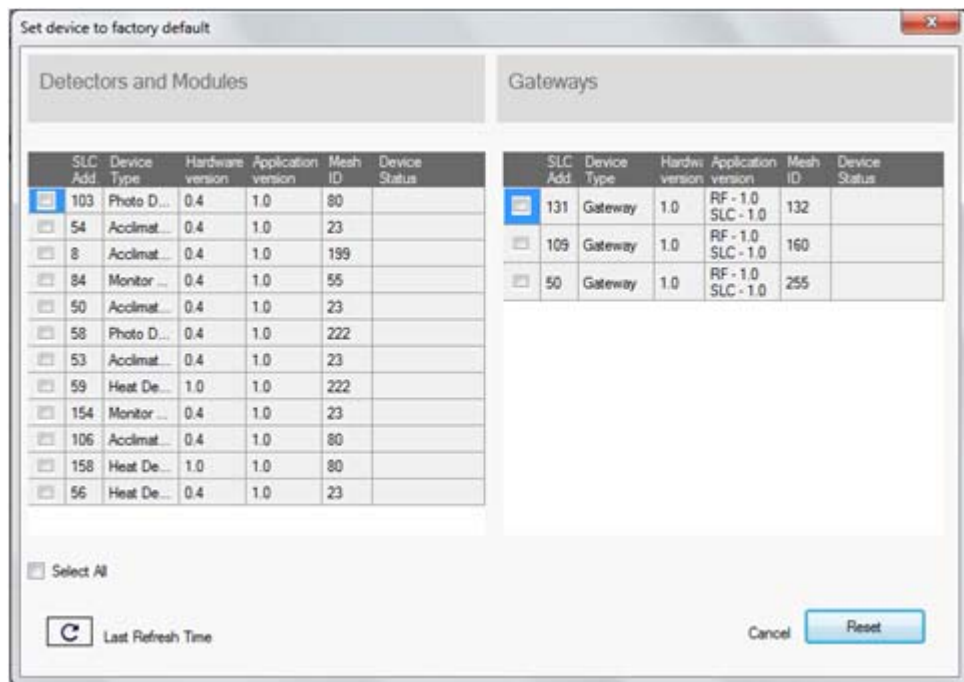 Set device to factory default
Detectors and Modules
Gateways
SLC Add Device Type Hardware version Application version Mesh ID Device Status
103 Photo D... 0.4 1.0 80
54 Acclimat... 0.4 1.0 23
8 Acclimat... 0.4 1.0 199
84 Monitor ... 0.4 1.0 55
50 Acclimat... 0.4 1.0 23
58 Photo D... 0.4 1.0 222
53 Acclimat... 0.4 1.0 23
59 Heat De... 1.0 1.0 222
154 Monitor ... 0.4 1.0 23
106 Acclimat... 0.4 1.0 80
158 Heat De... 1.0 1.0 80
56 Heat De... 0.4 1.0 23
SLC Add Device Type Hardwa version Application version Mesh ID Device Status
131 Gateway 1.0 RF - 1.0 SLC - 1.0 132
109 Gateway 1.0 RF - 1.0 SLC - 1.0 160
50 Gateway 1.0 RF - 1.0 SLC - 1.0 255
Select All
Last Refresh Time
Cancel
Reset